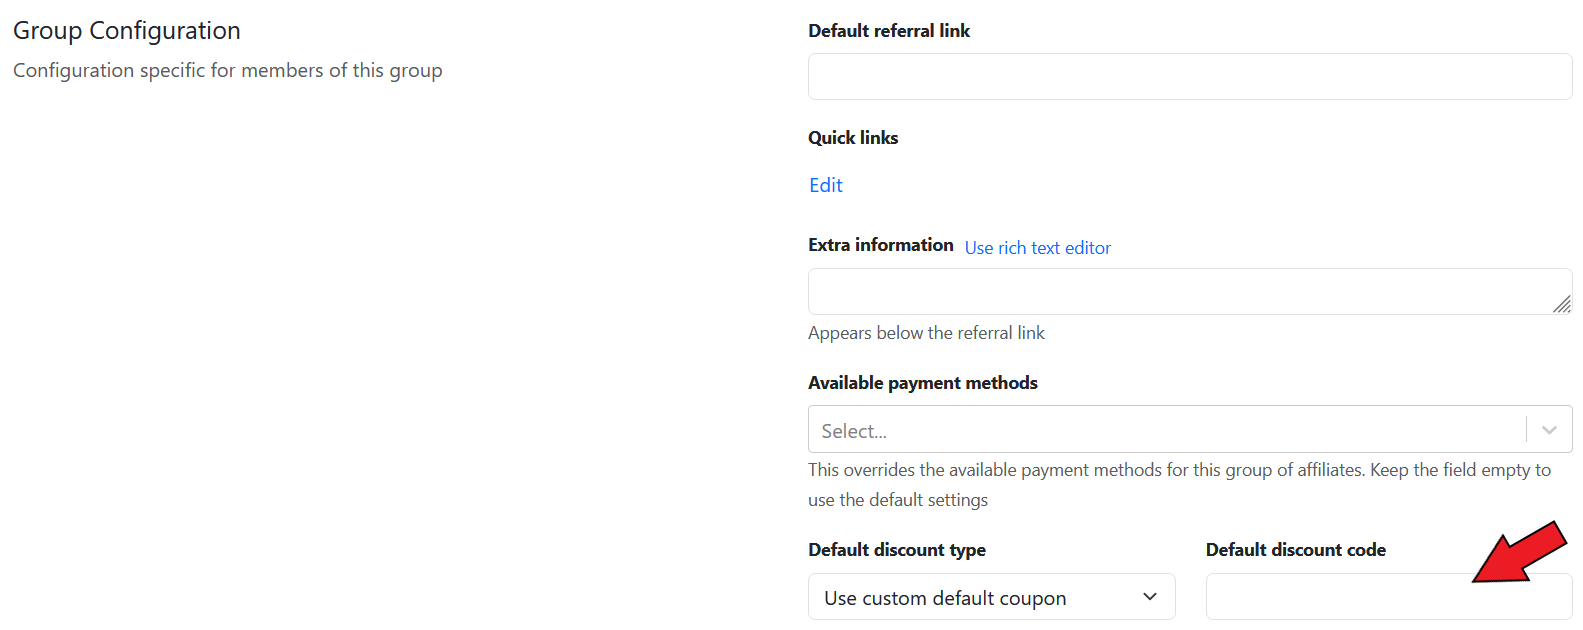 Group Configuration
Configuration specific for members of this group
Default referral link
Quick links
Edit
Extra information Use rich text editor
Appears below the referral link
Available payment methods
Select...
This overrides the available payment methods for this group of affiliates. Keep the field empty to
use the default settings
Default discount type
Use custom default coupon
Default discount code